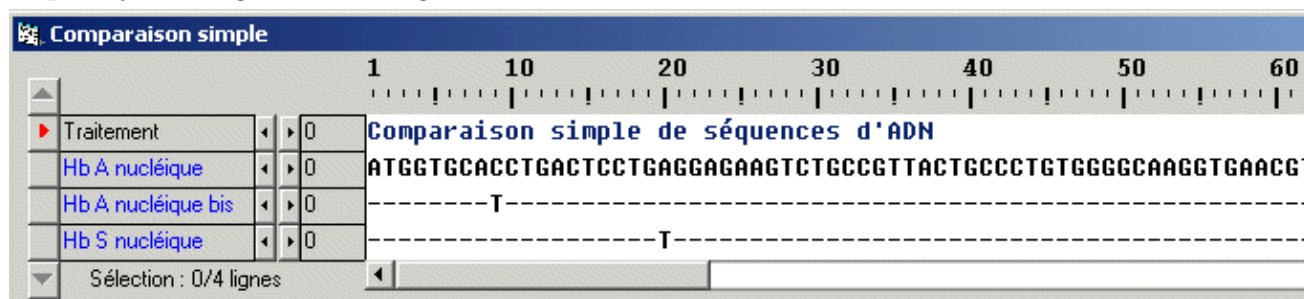 Comparaison simple
1 10 20 30 40 50 60
Traitement 0 Comparaison simple de séquences d'ADN
Hb A nucléique 0 ATGGTGCACCTGACTCCTGAGGAGAAGTCTGCCGTTACTGCCCTGTGGGGCAAGGTGAACG
Hb A nucléique bis 0 --------T----------------------------------------------------
Hb S nucléique 0 -------------------T-----------------------------------------
Sélection : 0/4 lignes